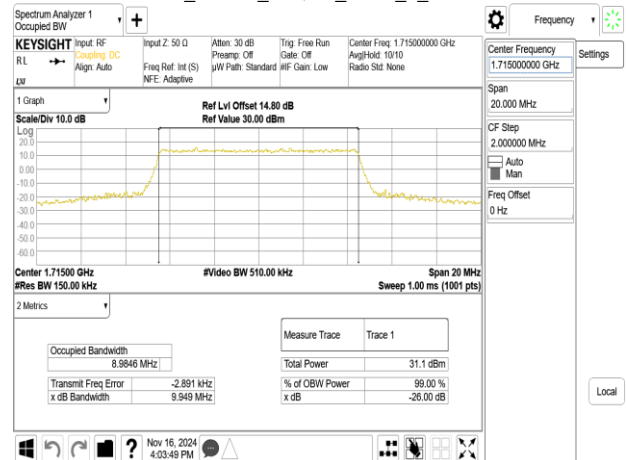 Spectrum Analyzer 1
Occupied BW
Frequency
KEYSIGHT
RL
Input: RF
Coupling: DC
Align: Auto
Input Z: 50 Ω
Freq Ref: Int (S)
NFE: Adaptive
Atten: 30 dB
Preamp: Off
µW Path: Standard
Trig: Free Run
Gate: Off
#IF Gain: Low
Center Freq: 1.715000000 GHz
Avg|Hold: 10/10
Radio Std: None
Center Frequency
1.715000000 GHz
Settings
Span
20.000 MHz
CF Step
2.000000 MHz
Auto
Man
Freq Offset
0 Hz
Local
1 Graph
Scale/Div 10.0 dB
Ref Lvl Offset 14.80 dB
Ref Value 30.00 dBm
Log
20.0
10.0
0.00
-10.0
-20.0
-30.0
-40.0
-50.0
-60.0
Center 1.71500 GHz
#Res BW 150.00 kHz
#Video BW 510.00 kHz
Span 20 MHz
Sweep 1.00 ms (1001 pts)
2 Metrics
Measure Trace
Trace 1
Occupied Bandwidth
8.9846 MHz
Total Power
31.1 dBm
Transmit Freq Error
-2.891 kHz
% of OBW Power
99.00 %
x dB Bandwidth
9.949 MHz
x dB
-26.00 dB
?
Nov 16, 2024
4:03:49 PM